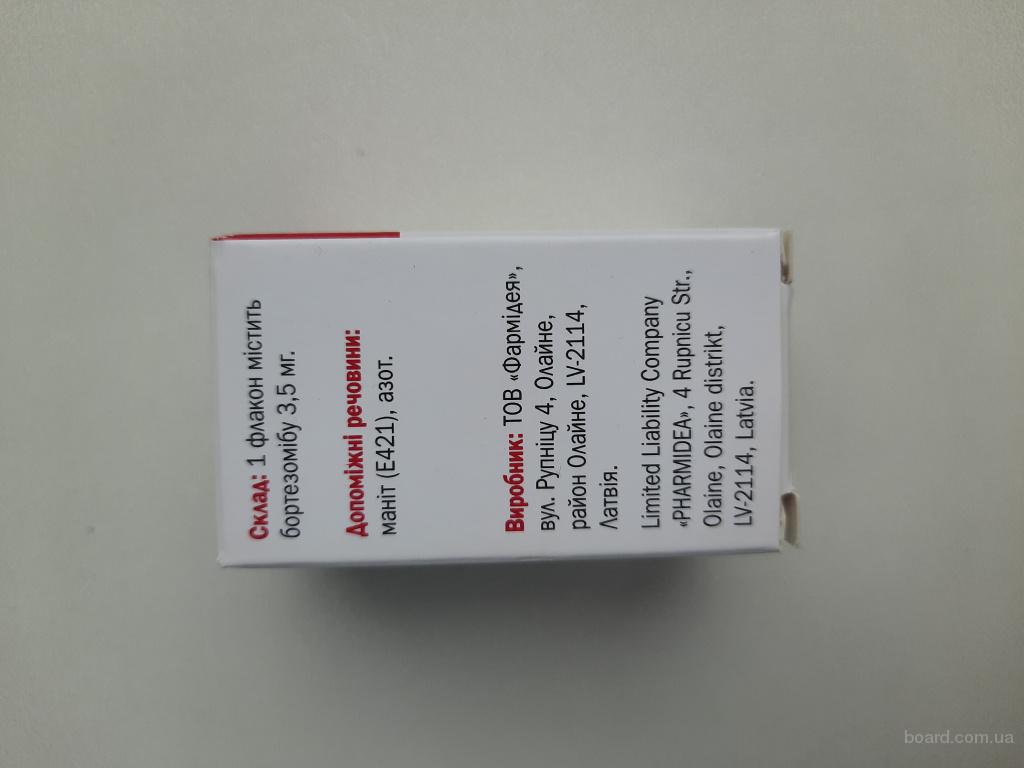 Склад: 1 флакон містить
бортезомібу 3,5 мг.
Допоміжні речовини:
маніт (Е421), азот.
Виробник: ТОВ «Фармідея»,
вул. Рупніцу 4, Олайне,
район Олайне, LV-2114,
Латвія.
Limited Liability Company
«PHARMIDEA», 4 Rupnicu Str.,
Olaine, Olaine distrikt,
LV-2114, Latvia.
board.com.ua